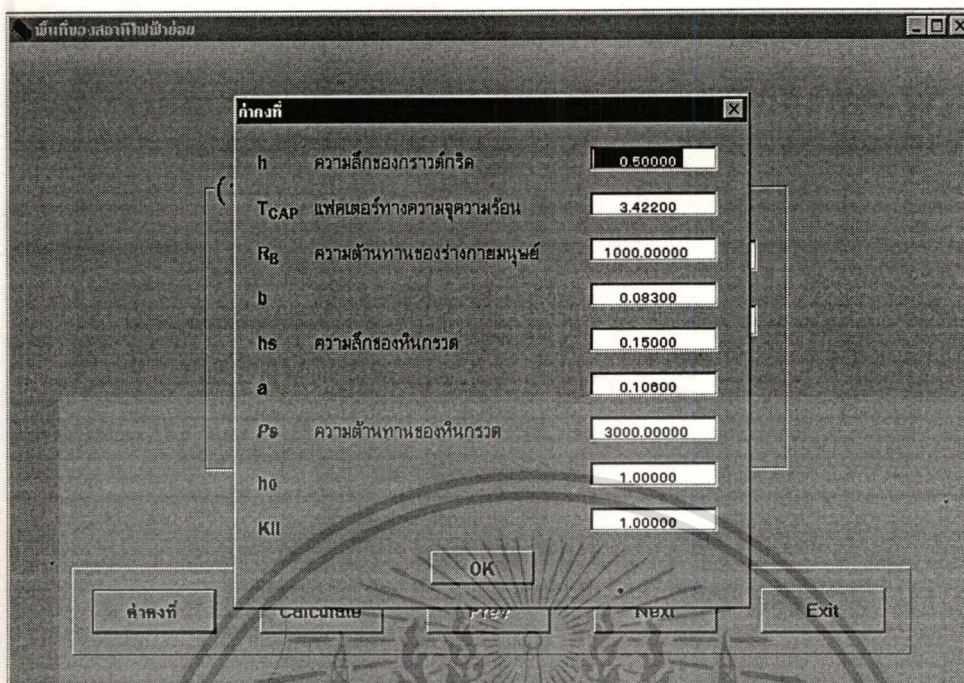 พื้นที่ของสถานีไฟฟ้าย่อย
ค่าคงที่
h ความลึกของกราวด์กริด 0.50000
TCAP แฟคเตอร์ทางความจุความร้อน 3.42200
RB ความต้านทานของร่างกายมนุษย์ 1000.00000
b 0.08300
hs ความลึกของหินกรวด 0.15000
a 0.10600
Ps ความต้านทานของหินกรวด 3000.00000
ho 1.00000
KII 1.00000
OK
ค่าคงที่ Calculate Prev Next Exit